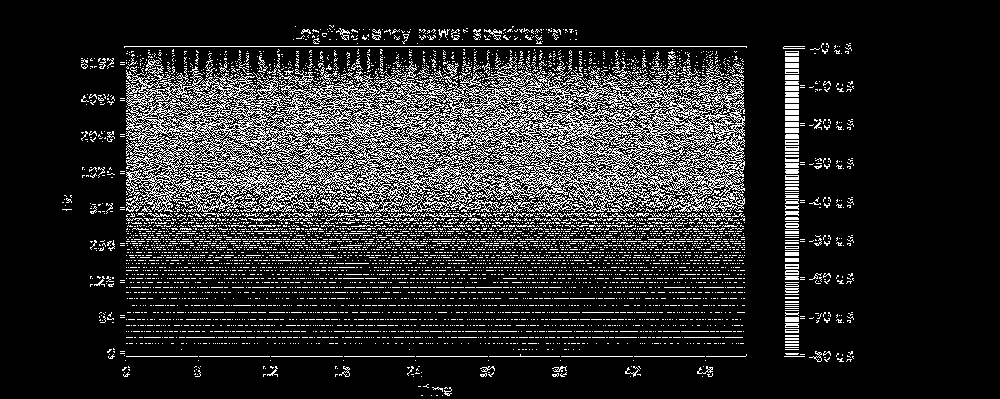 Log-frequency power spectrogram
8192
4096
2048
1024
512
256
128
64
0
Hz
0
6
12
18
24
30
36
42
48
Time
-10 dB
-20 dB
-30 dB
-40 dB
-50 dB
-60 dB
-70 dB
-80 dB